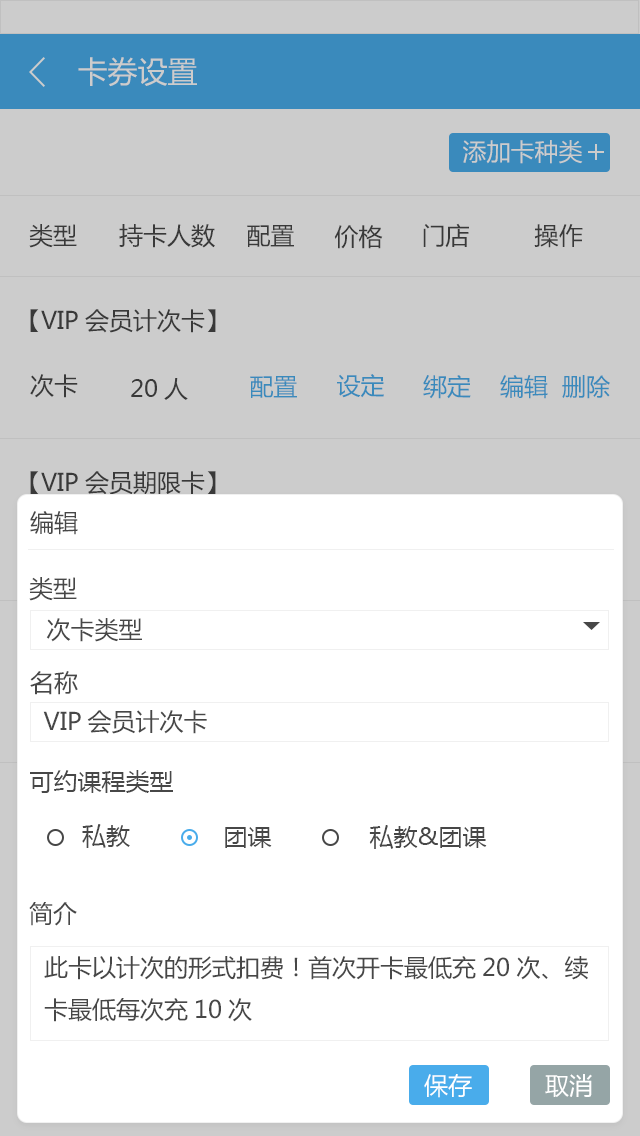 卡券设置
添加卡种类+
类型 持卡人数 配置 价格 门店 操作
【VIP 会员计次卡】
次卡 20 人 配置 设定 绑定 编辑 删除
【VIP 会员期限卡】
编辑
类型
次卡类型
名称
VIP 会员计次卡
可约课程类型
私教 团课 私教&团课
简介
此卡以计次的形式扣费！首次开卡最低充 20 次、续
卡最低每次充 10 次
保存 取消